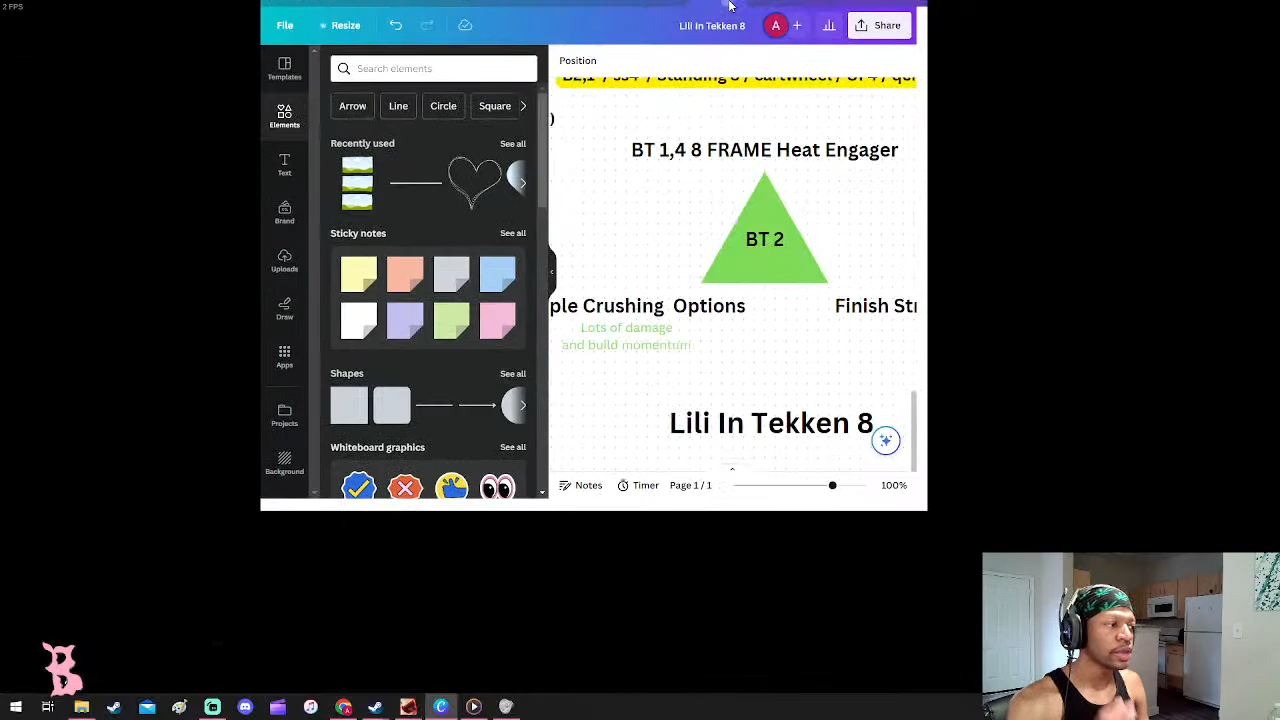 2 FPS
File
Resize
Lili In Tekken 8
A
Share
Templates
Elements
Text
Brand
Uploads
Draw
Apps
Projects
Background
Search elements
Arrow
Line
Circle
Square
Recently used
See all
Sticky notes
See all
Shapes
See all
Whiteboard graphics
See all
Position
)
BT 1,4 8 FRAME Heat Engager
BT 2
ple Crushing Options
Finish Str
Lots of damage
and build momentum
Lili In Tekken 8
Notes
Timer
Page 1 / 1
100%